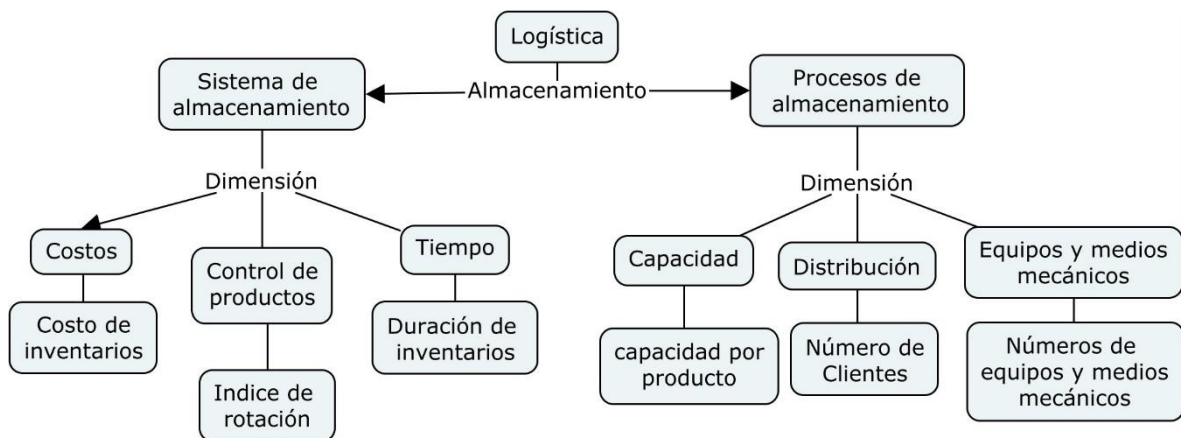 Logística
Almacenamiento
Sistema de
almacenamiento
Procesos de
almacenamiento
Dimensión
Costos
Costo de
inventarios
Control de
productos
Indice de
rotación
Tiempo
Duración de
inventarios
Dimensión
Capacidad
capacidad por
producto
Distribución
Número de
Clientes
Equipos y medios
mecánicos
Números de
equipos y medios
mecánicos